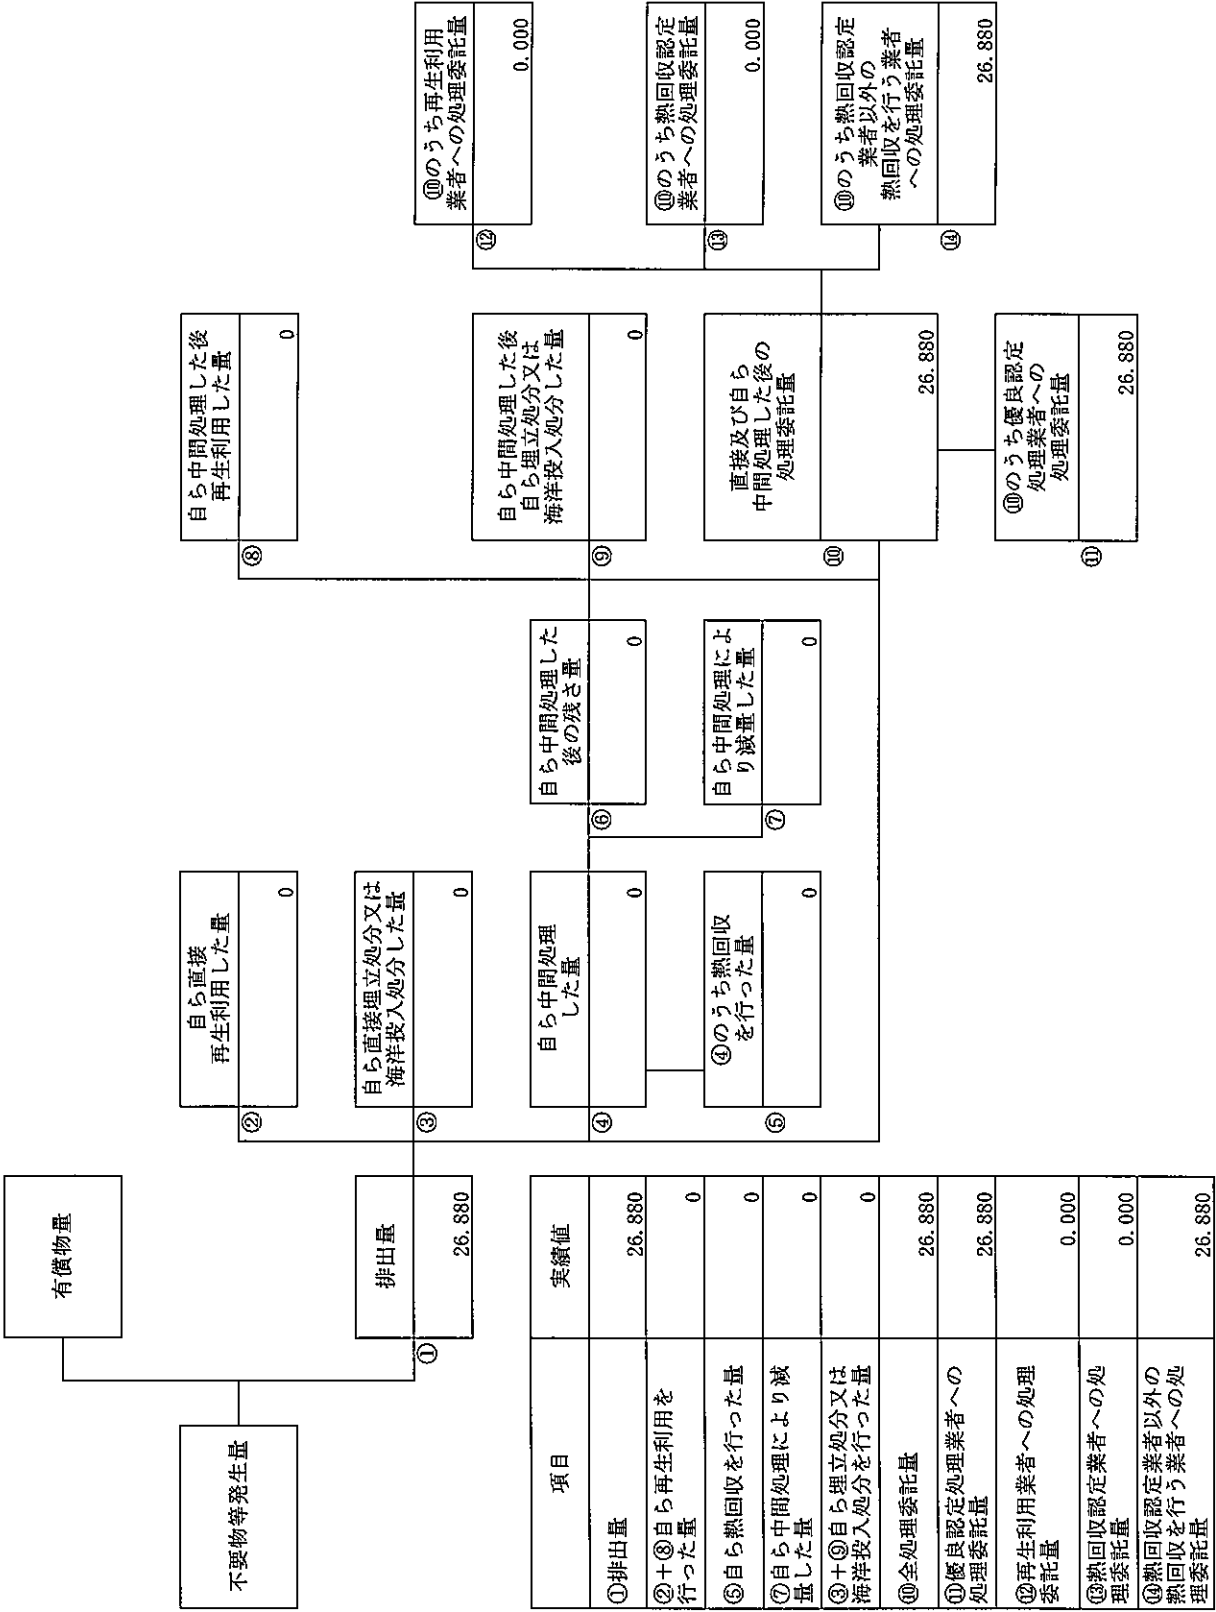 不要物等発生量
有償物量
排出量
①
26.880
自ら直接
再生利用した量
②
0
自ら直接埋立処分又は
海洋投入処分した量
③
0
自ら中間処理
した量
④
0
④のうち熱回収
を行った量
⑤
0
自ら中間処理した
後の残さ量
⑥
0
自ら中間処理によ
り減量した量
⑦
0
自ら中間処理した後
再生利用した量
⑧
0
自ら中間処理した後
自ら埋立処分又は
海洋投入処分した量
⑨
0
直接及び自ら
中間処理した後の
処理委託量
⑩
26.880
⑩のうち優良認定
処理業者への
処理委託量
⑪
26.880
⑩のうち再生利用
業者への処理委託量
⑫
0.000
⑩のうち熱回収認定
業者への処理委託量
⑬
0.000
⑩のうち熱回収認定
業者以外の
熱回収を行う業者
への処理委託量
⑭
26.880
項目 実績値
①排出量 26.880
②+⑧自ら再生利用を
行った量 0
⑤自ら熱回収を行った量 0
⑦自ら中間処理により減
量した量 0
③+⑨自ら埋立処分又は
海洋投入処分を行った量 0
⑩全処理委託量 26.880
⑪優良認定処理業者への
処理委託量 26.880
⑫再生利用業者への処理
委託量 0.000
⑬熱回収認定業者への処
理委託量 0.000
⑭熱回収認定業者以外の
熱回収を行う業者への処
理委託量 26.880